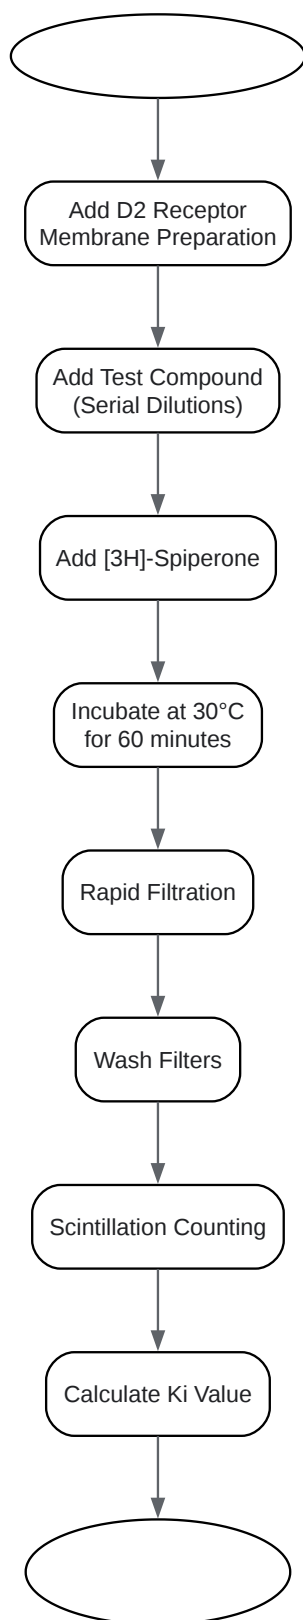 Add D2 Receptor
Membrane Preparation
Add Test Compound
(Serial Dilutions)
Add [3H]-Spiperone
Incubate at 30°C
for 60 minutes
Rapid Filtration
Wash Filters
Scintillation Counting
Calculate Ki Value